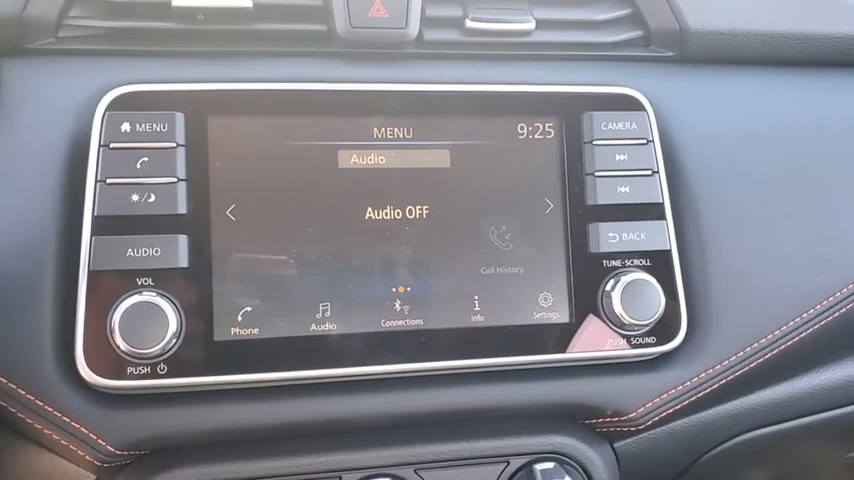 MENU
VOL
AUDIO
PUSH
MENU
9:25
Audio
Audio OFF
Call History
Phone
Audio
Connections
Info
Settings
CAMERA
BACK
TUNE·SCROLL
PUSH SOUND